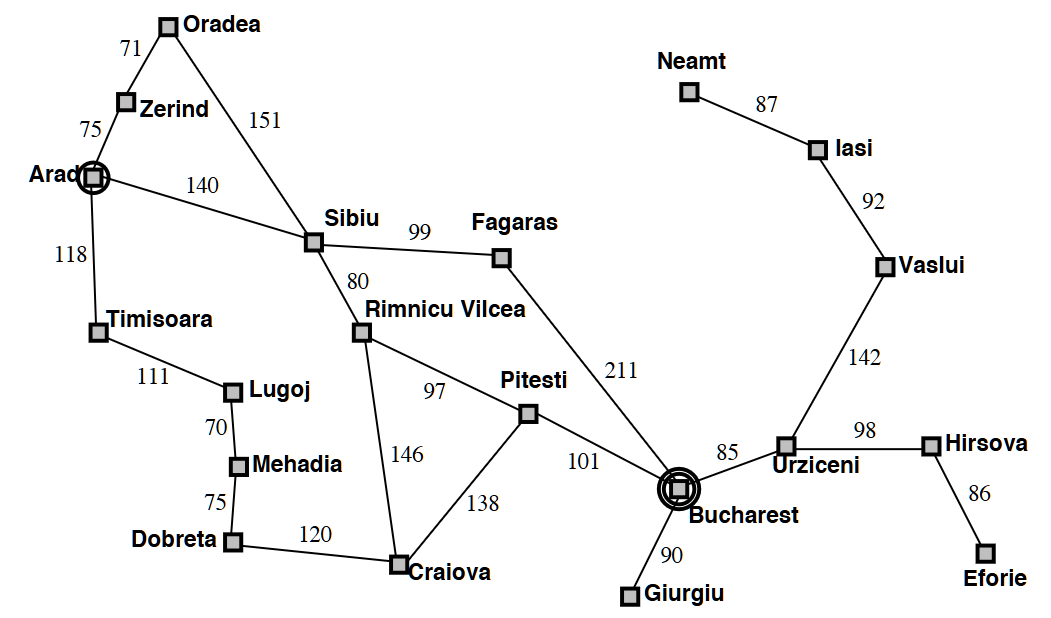 Oradea
71
Neamt
Zerind
87
75
151
Iasi
Arad
140
92
Sibiu
Fagaras
99
118
Vaslui
80
Rimnicu Vilcea
Timisoara
142
111
211
Pitesti
Lugoj
97
70
98
Hirsova
146
85
101
Urziceni
Mehadia
86
75
138
Bucharest
Dobreta
120
90
Craiova
Eforie
Giurgiu